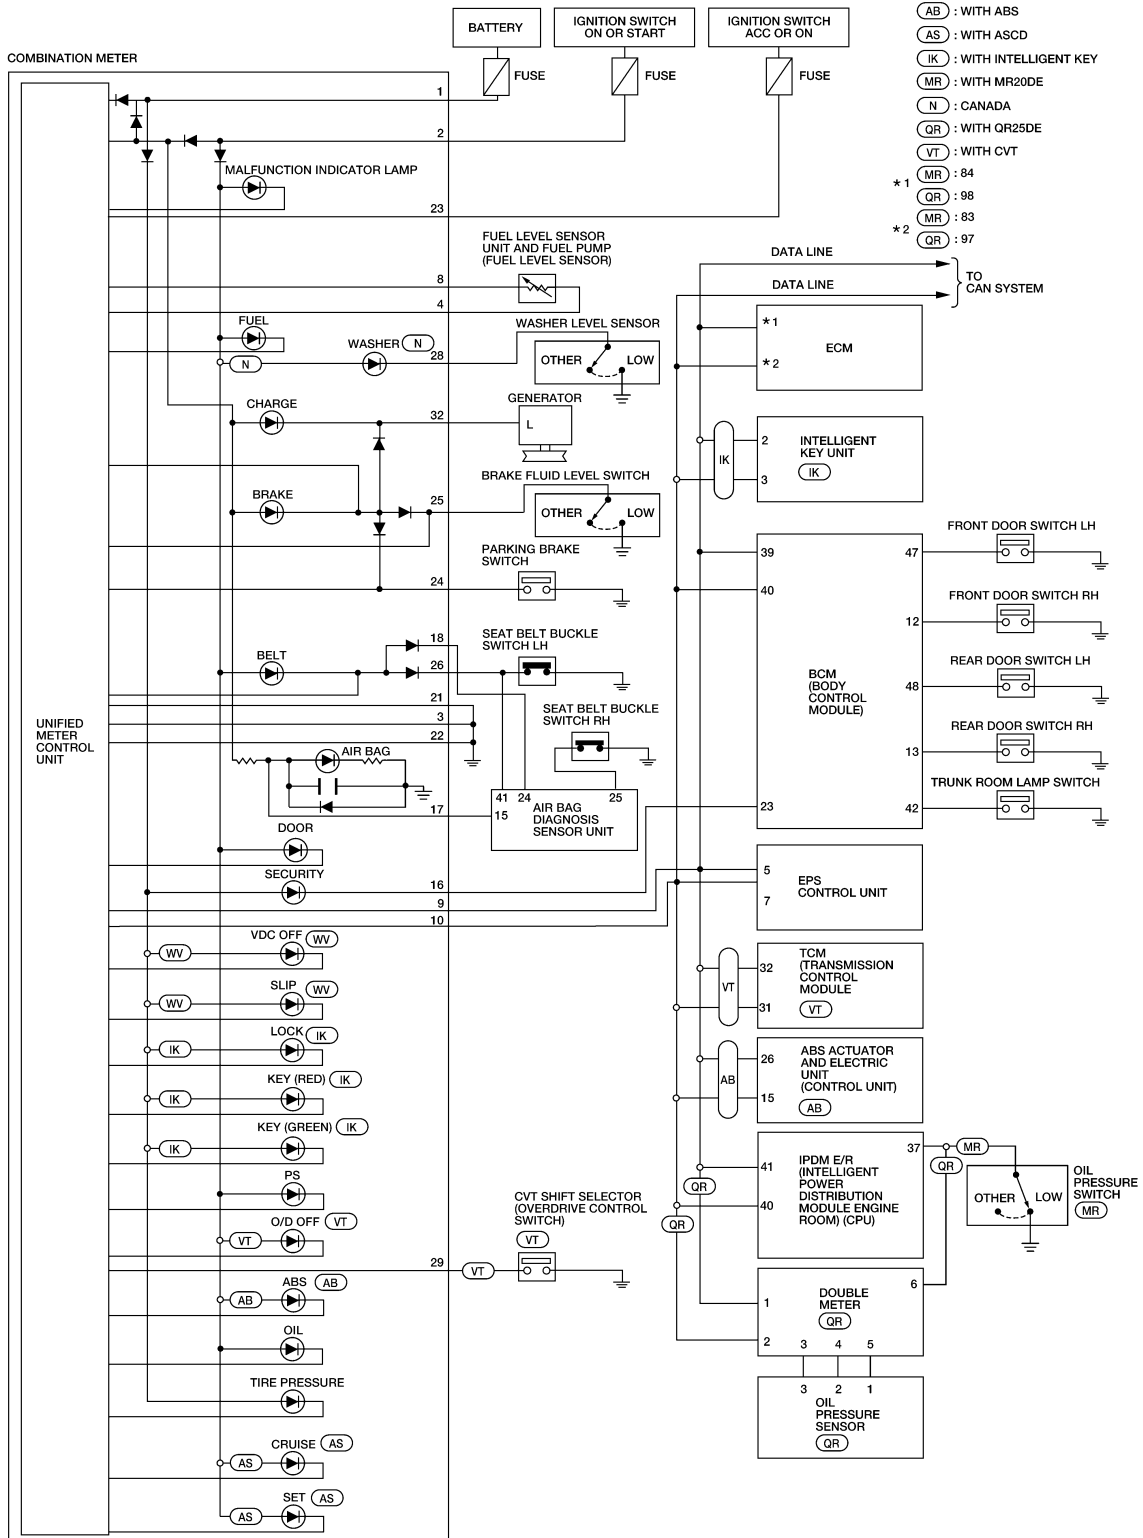 BATTERY
IGNITION SWITCH
ON OR START
IGNITION SWITCH
ACC OR ON
FUSE
FUSE
FUSE
AB : WITH ABS
AS : WITH ASCD
IK : WITH INTELLIGENT KEY
MR : WITH MR20DE
N : CANADA
QR : WITH QR25DE
VT : WITH CVT
*1
MR : 84
QR : 98
*2
MR : 83
QR : 97
COMBINATION METER
1
2
MALFUNCTION INDICATOR LAMP
23
FUEL LEVEL SENSOR
UNIT AND FUEL PUMP
(FUEL LEVEL SENSOR)
8
4
FUEL
N
WASHER N
28
WASHER LEVEL SENSOR
OTHER LOW
CHARGE
32
GENERATOR
L
BRAKE
25
BRAKE FLUID LEVEL SWITCH
OTHER LOW
24
PARKING BRAKE
SWITCH
BELT
18
26
SEAT BELT BUCKLE
SWITCH LH
21
3
22
SEAT BELT BUCKLE
SWITCH RH
UNIFIED
METER
CONTROL
UNIT
AIR BAG
17
41 24 25
15
AIR BAG
DIAGNOSIS
SENSOR UNIT
DOOR
SECURITY
16
9
10
VDC OFF WV
WV
SLIP WV
WV
LOCK IK
IK
KEY (RED) IK
IK
KEY (GREEN) IK
IK
PS
O/D OFF VT
VT
29
VT
CVT SHIFT SELECTOR
(OVERDRIVE CONTROL
SWITCH)
VT
ABS AB
AB
OIL
TIRE PRESSURE
CRUISE AS
AS
SET AS
AS
DATA LINE
DATA LINE
TO
CAN SYSTEM
*1
*2
ECM
IK
2
3
INTELLIGENT
KEY UNIT
IK
39
40
23
BCM
(BODY
CONTROL
MODULE)
47
12
48
13
42
FRONT DOOR SWITCH LH
FRONT DOOR SWITCH RH
REAR DOOR SWITCH LH
REAR DOOR SWITCH RH
TRUNK ROOM LAMP SWITCH
5
7
EPS
CONTROL UNIT
VT
32
31
TCM
(TRANSMISSION
CONTROL
MODULE
VT
AB
26
15
ABS ACTUATOR
AND ELECTRIC
UNIT
(CONTROL UNIT)
AB
QR
QR
41
40
IPDM E/R
(INTELLIGENT
POWER
DISTRIBUTION
MODULE ENGINE
ROOM) (CPU)
37
MR
QR
OTHER LOW
OIL
PRESSURE
SWITCH
MR
1
2
DOUBLE
METER
QR
6
3 4 5
3 2 1
OIL
PRESSURE
SENSOR
QR